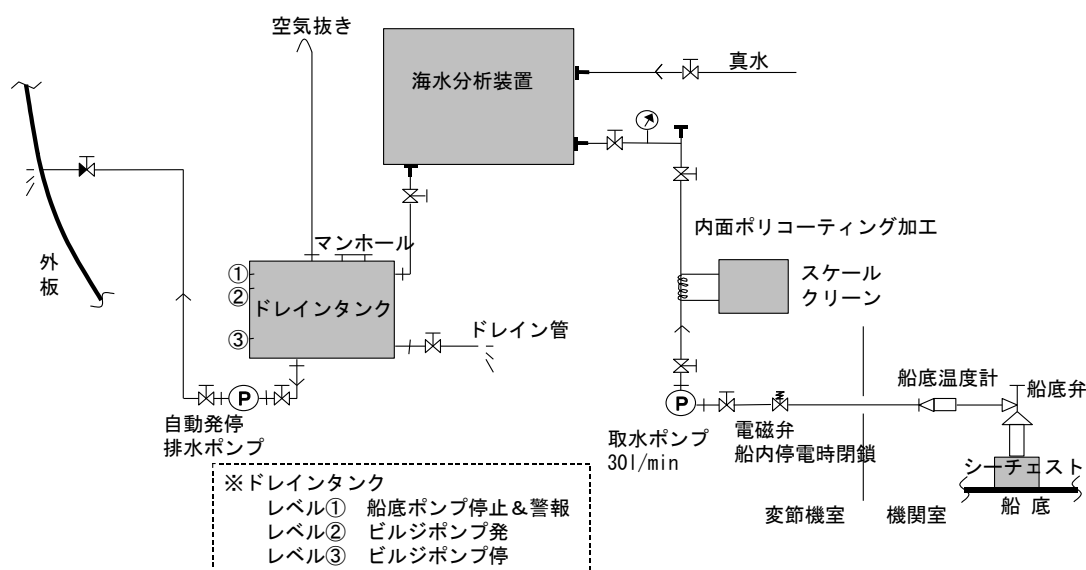 空気抜き
海水分析装置
真水
外板
マンホール
①
②
③
ドレインタンク
ドレイン管
P
自動発停
排水ポンプ
内面ポリコーティング加工
スケール
クリーン
P
取水ポンプ
30l/min
電磁弁
船内停電時閉鎖
船底温度計
船底弁
シーチェスト
船 底
変節機室
機関室
※ドレインタンク
レベル① 船底ポンプ停止&警報
レベル② ビルジポンプ発
レベル③ ビルジポンプ停